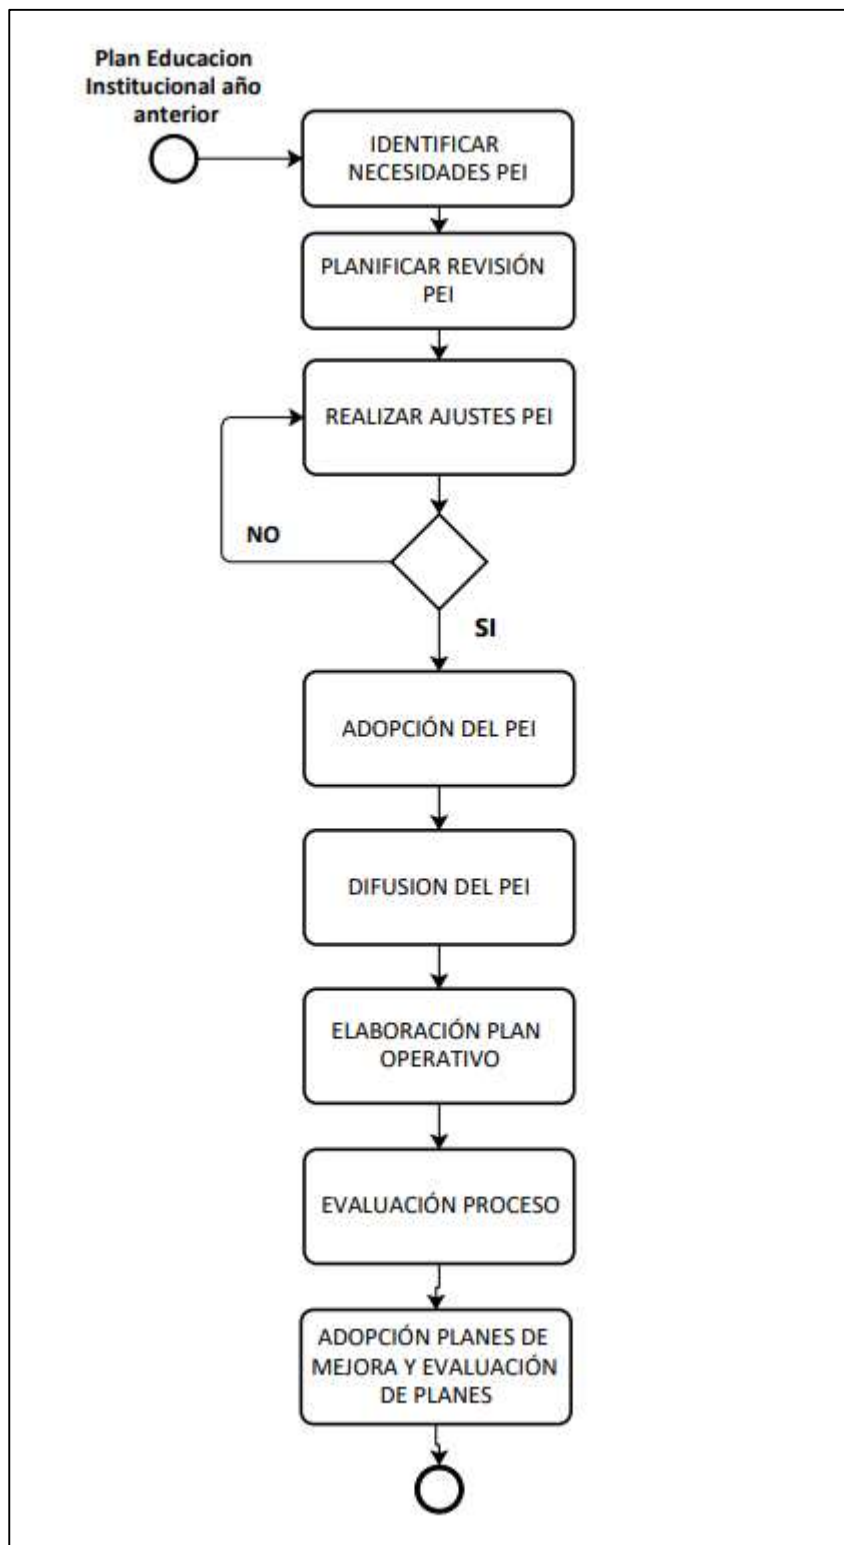 Plan Educacion
Institucional año
anterior
IDENTIFICAR
NECESIDADES PEI
PLANIFICAR REVISIÓN
PEI
REALIZAR AJUSTES PEI
NO
SI
ADOPCIÓN DEL PEI
DIFUSION DEL PEI
ELABORACIÓN PLAN
OPERATIVO
EVALUACIÓN PROCESO
ADOPCIÓN PLANES DE
MEJORA Y EVALUACIÓN
DE PLANES